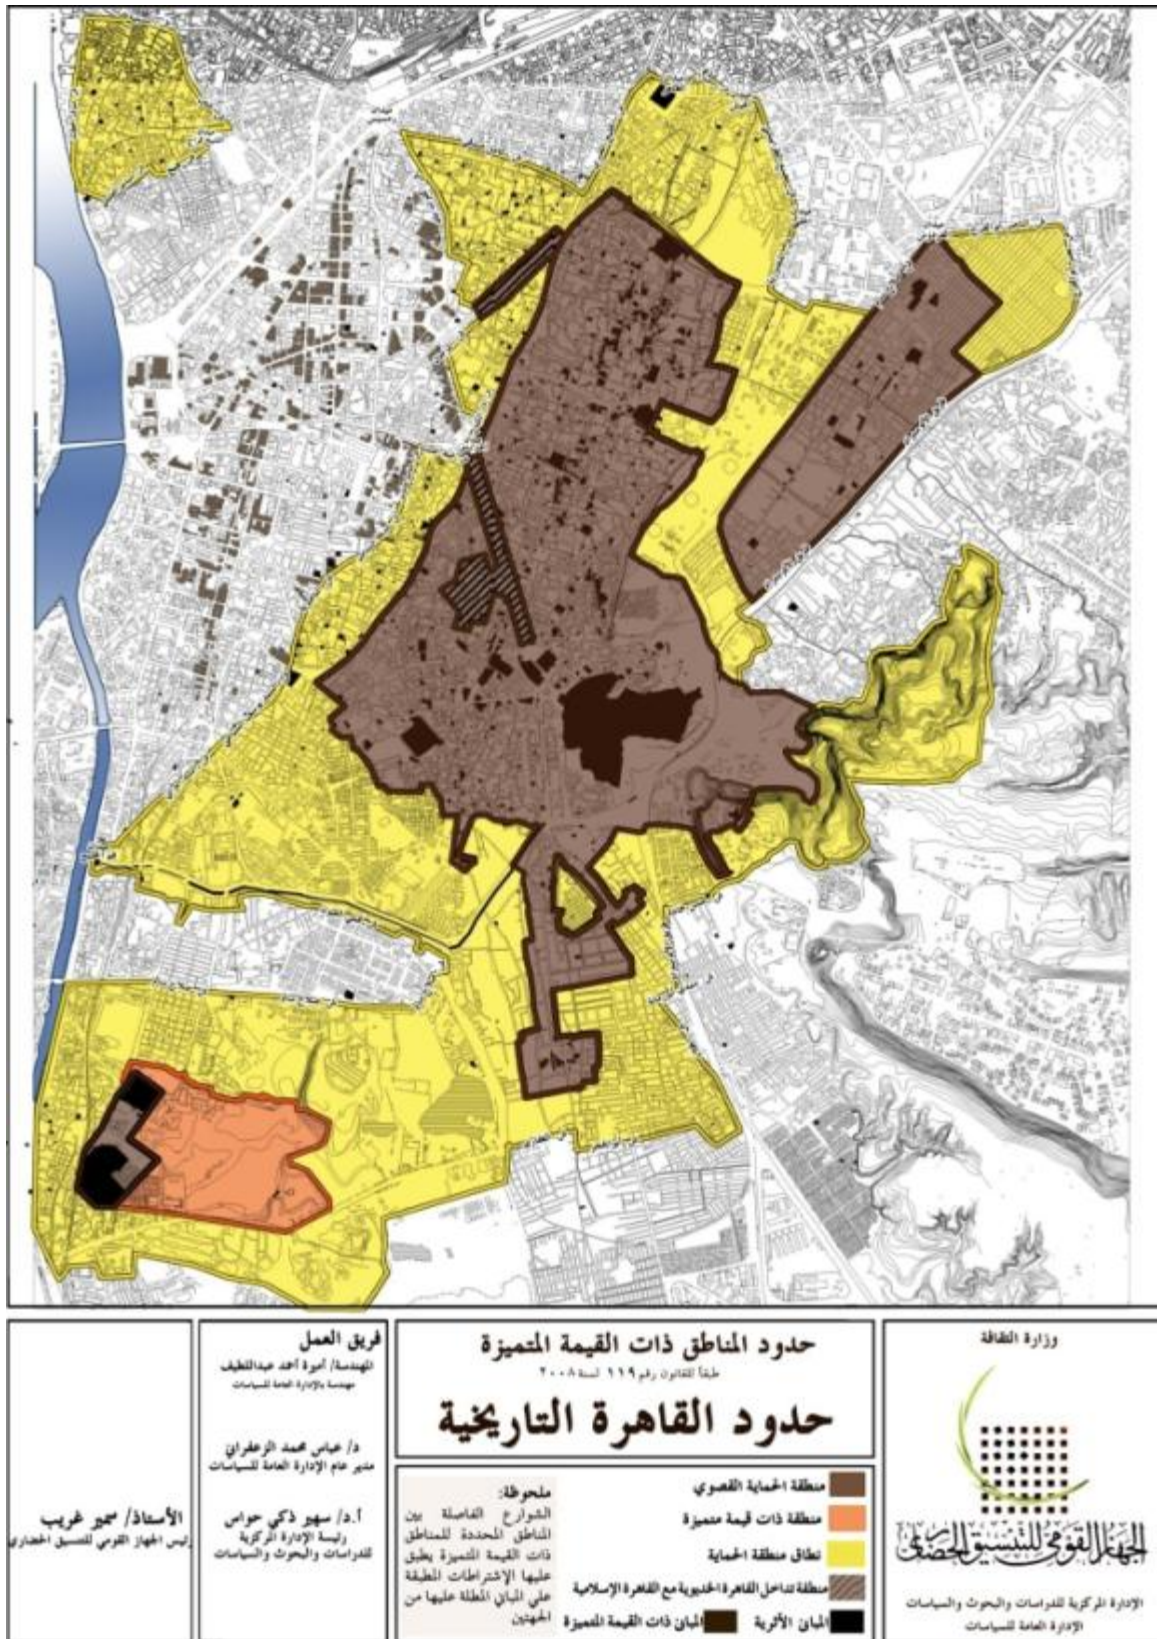 وزارة الثقافة
الجهاز القومي للتنسيق الحضاري
الإدارة المركزية للدراسات والبحوث والسياسات
الإدارة العامة للسياسات
حدود المناطق ذات القيمة المتميزة
طبقاً للقانون رقم ١١٩ لسنة ٢٠٠٨
حدود القاهرة التاريخية
منطقة الحماية القصوي
منطقة ذات قيمة متميزة
نطاق منطقة الحماية
منطقة تداخل القاهرة الخديوية مع القاهرة الإسلامية
المبان الأثرية
المبان ذات القيمة المتميزة
ملحوظة:
الشوارع الفاصلة بين
المناطق المحددة للمناطق
ذات القيمة المتميزة يطبق
عليها الإشتراطات المطبقة
علي المباني المطلة عليها من
الجهتين
فريق العمل
المهندسة/ أميرة أحمد عبداللطيف
مهندسة بالإدارة العامة للسياسات
د/ عباس محمد الزعفراني
مدير عام الإدارة العامة للسياسات
أ.د/ سهير ذكي حواس
رئيسة الإدارة المركزية
للدراسات والبحوث والسياسات
الأستاذ/ سمير غريب
رئيس الجهاز القومي للتنسيق الحضاري